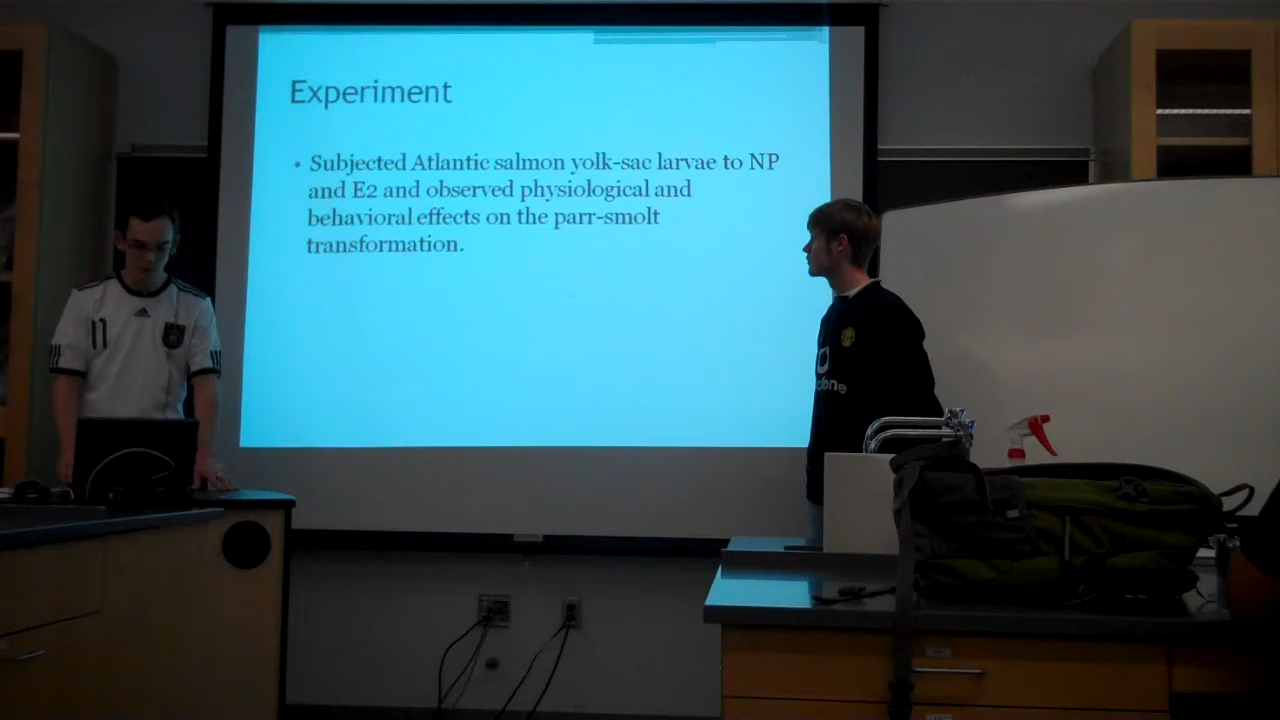 Experiment
• Subjected Atlantic salmon yolk-sac larvae to NP
and E2 and observed physiological and
behavioral effects on the parr-smolt
transformation.
11